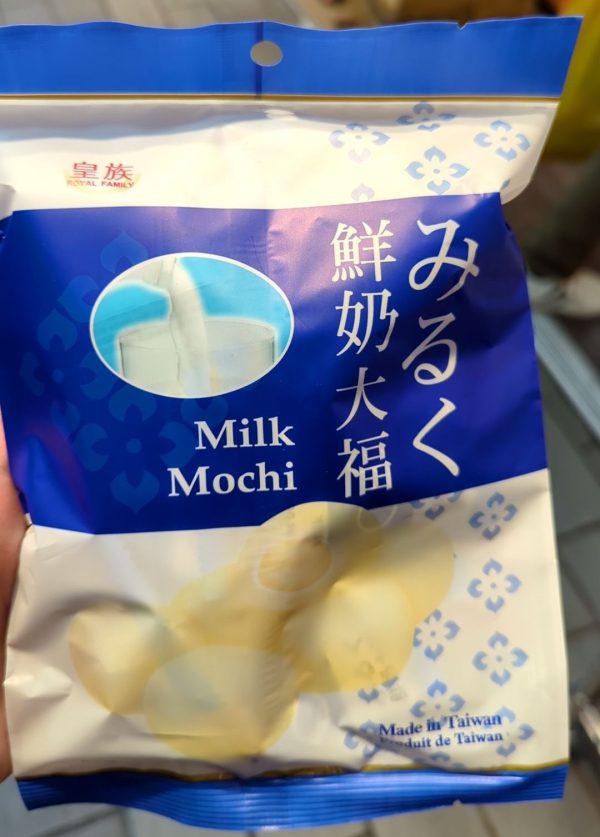 皇族
ROYAL FAMILY
みるく
鮮奶大福
Milk
Mochi
Made in Taiwan
Produit de Taiwan